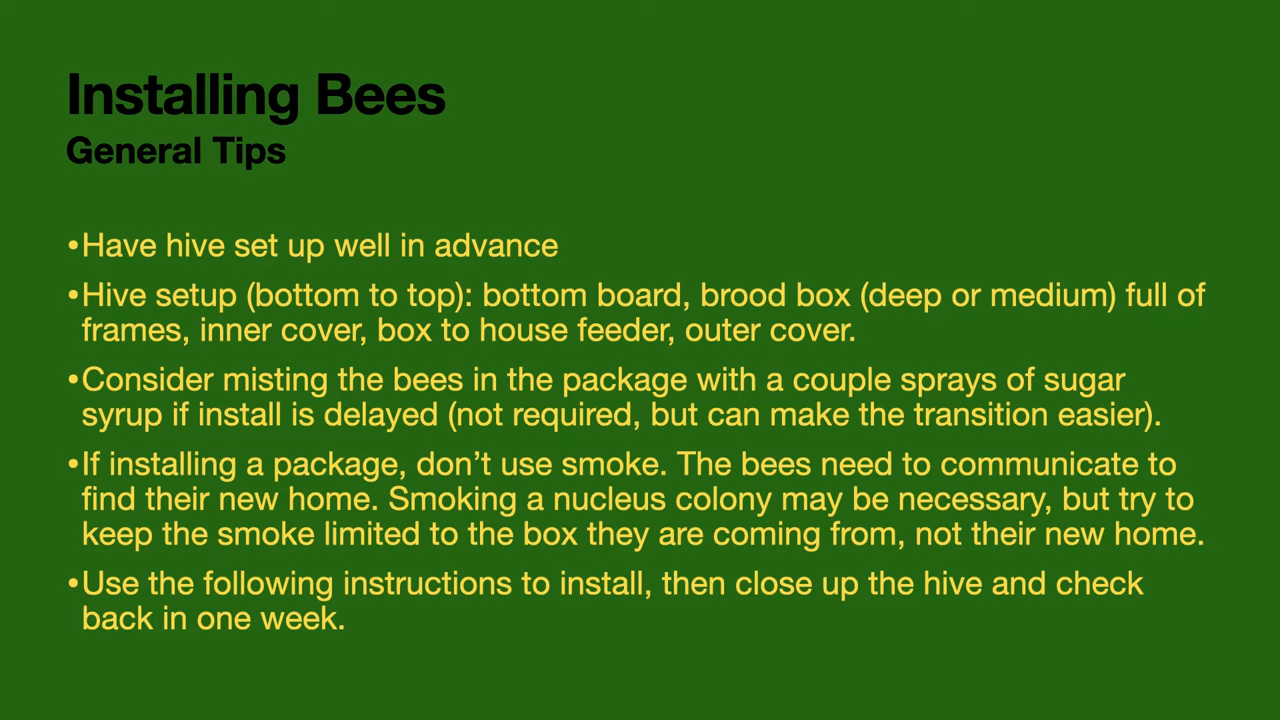 Installing Bees
General Tips
•Have hive set up well in advance
•Hive setup (bottom to top): bottom board, brood box (deep or medium) full of
frames, inner cover, box to house feeder, outer cover.
•Consider misting the bees in the package with a couple sprays of sugar
syrup if install is delayed (not required, but can make the transition easier).
•If installing a package, don’t use smoke. The bees need to communicate to
find their new home. Smoking a nucleus colony may be necessary, but try to
keep the smoke limited to the box they are coming from, not their new home.
•Use the following instructions to install, then close up the hive and check
back in one week.